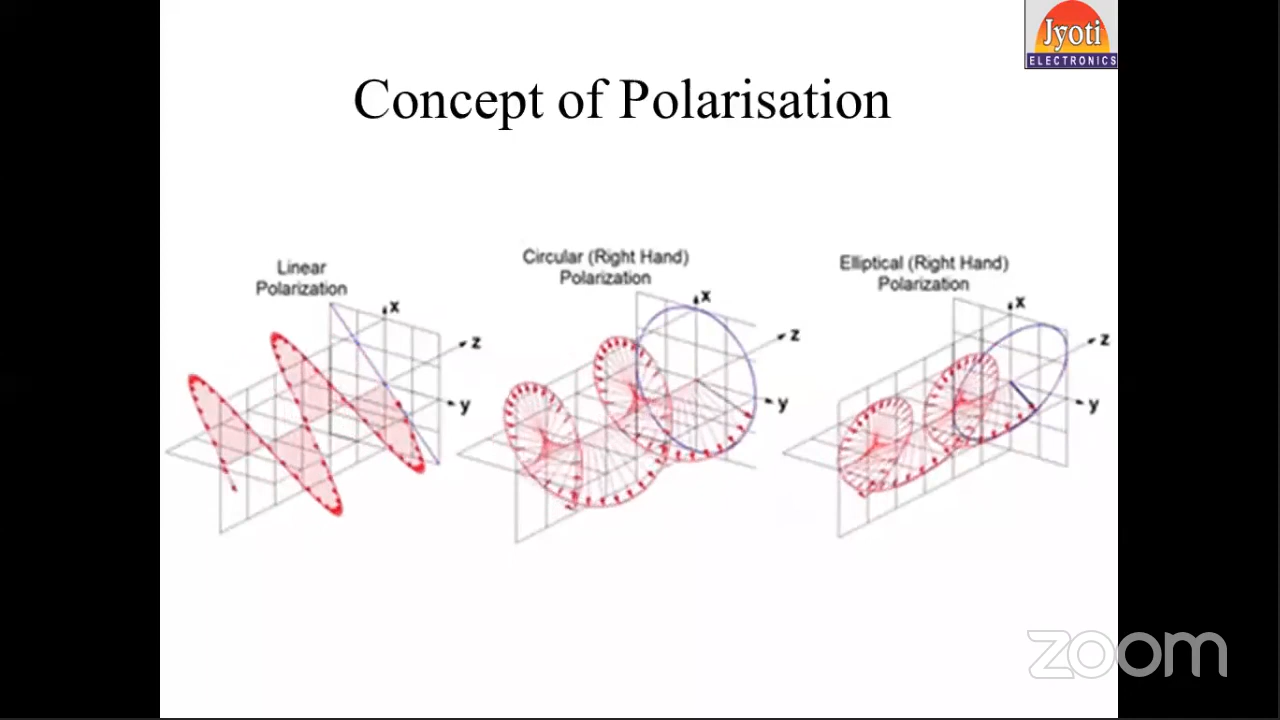 Jyoti
ELECTRONICS
Concept of Polarisation
Linear
Polarization
x
z
y
Circular (Right Hand)
Polarization
x
z
y
Elliptical (Right Hand)
Polarization
x
z
y
zoom